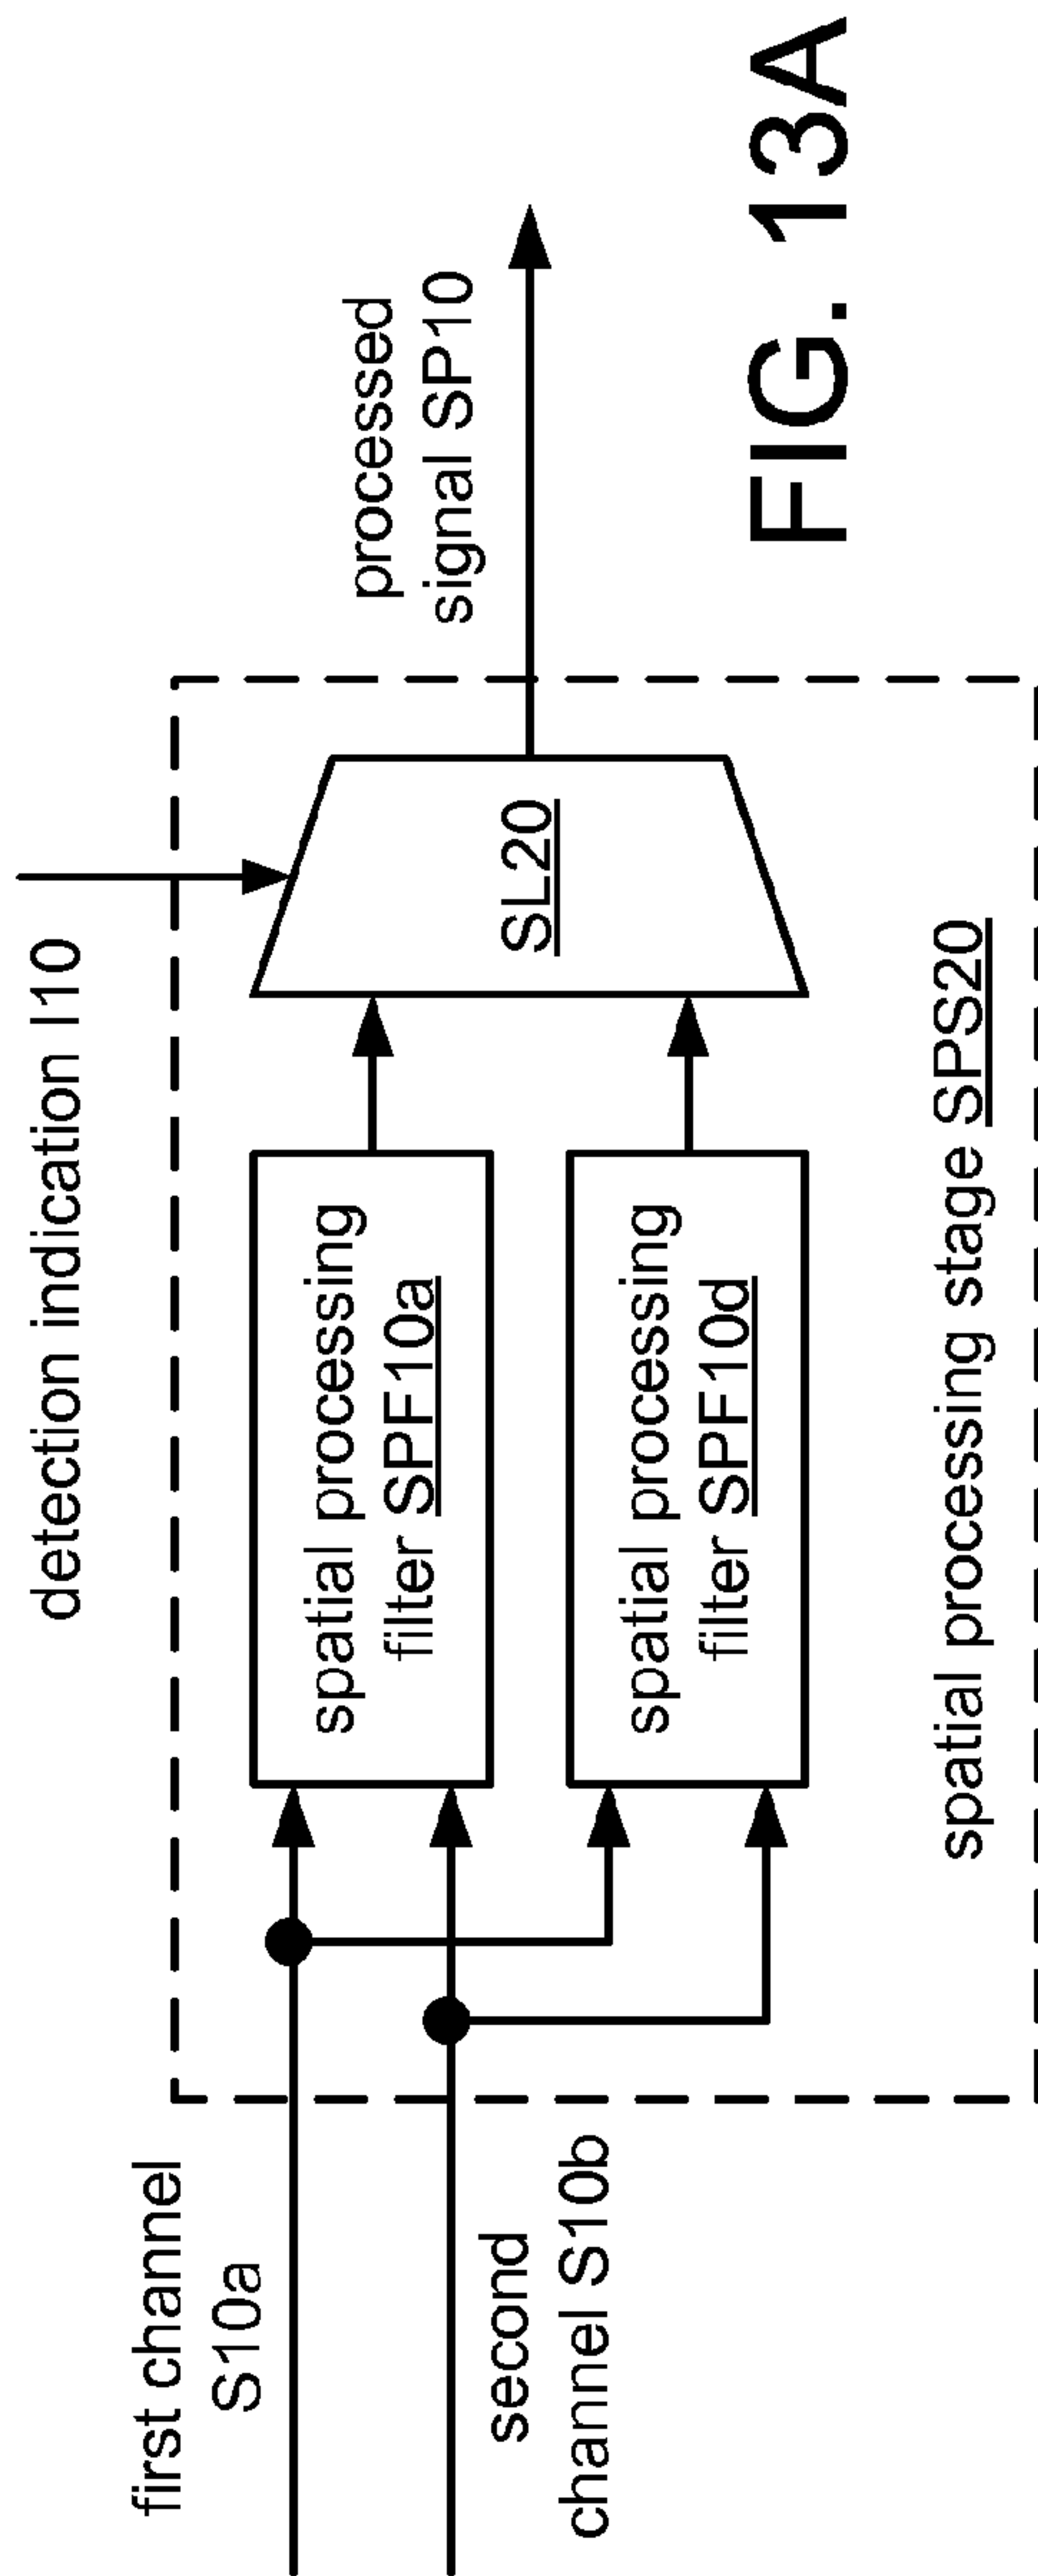 detection indication I10
first channel
S10a
second
channel S10b
spatial processing
filter SPF10a
spatial processing
filter SPF10d
SL20
processed
signal SP10
spatial processing stage SPS20
FIG. 13A